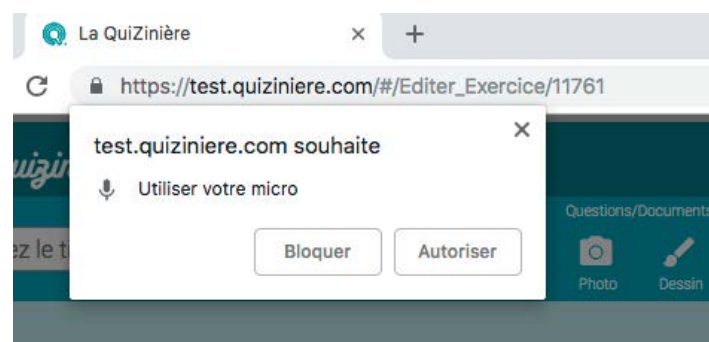 La QuiZinière
https://test.quiziniere.com/#/Editer_Exercice/11761
test.quiziniere.com souhaite
Utiliser votre micro
Questions/Documents
Bloquer
Autoriser
Photo
Dessin